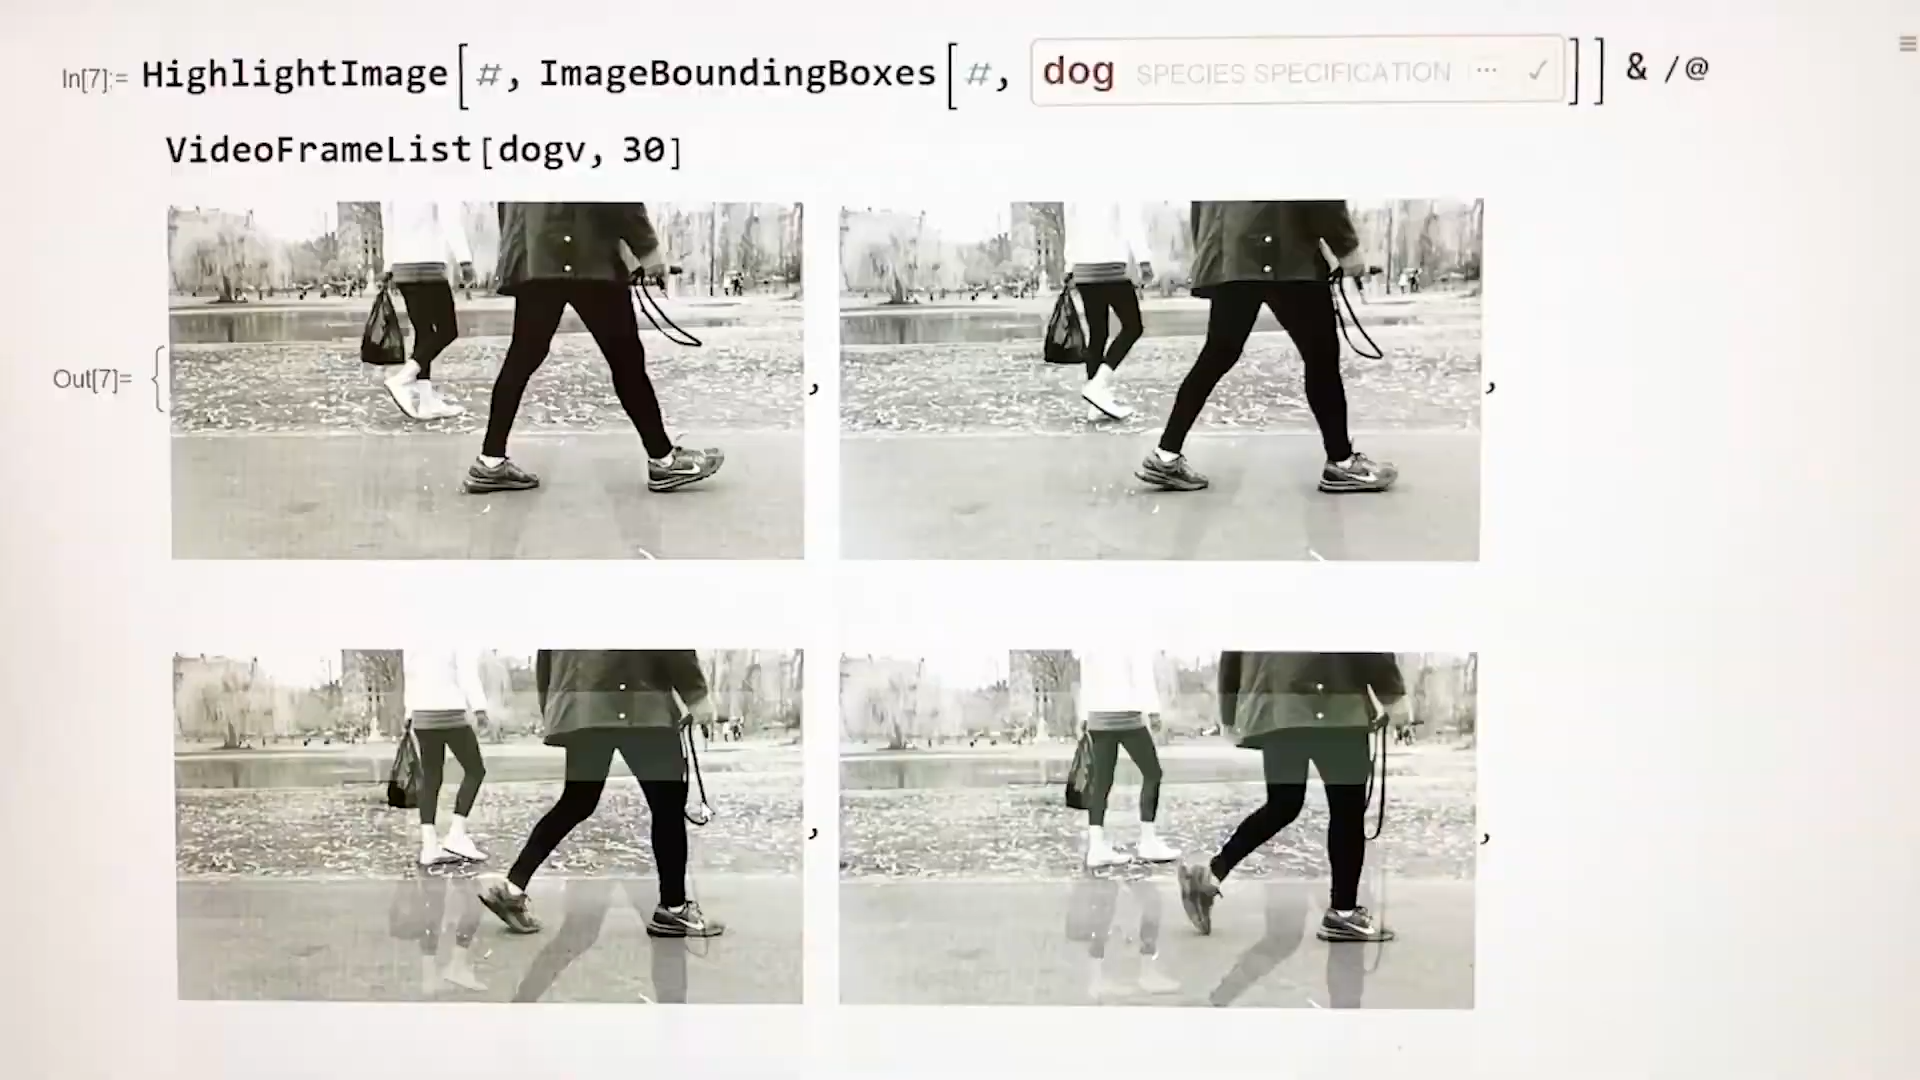 In[7]:= HighlightImage[#, ImageBoundingBoxes[#, dog SPECIES SPECIFICATION ... ✓]] & /@
VideoFrameList[dogv, 30]
Out[7]= {
,
,
,
,